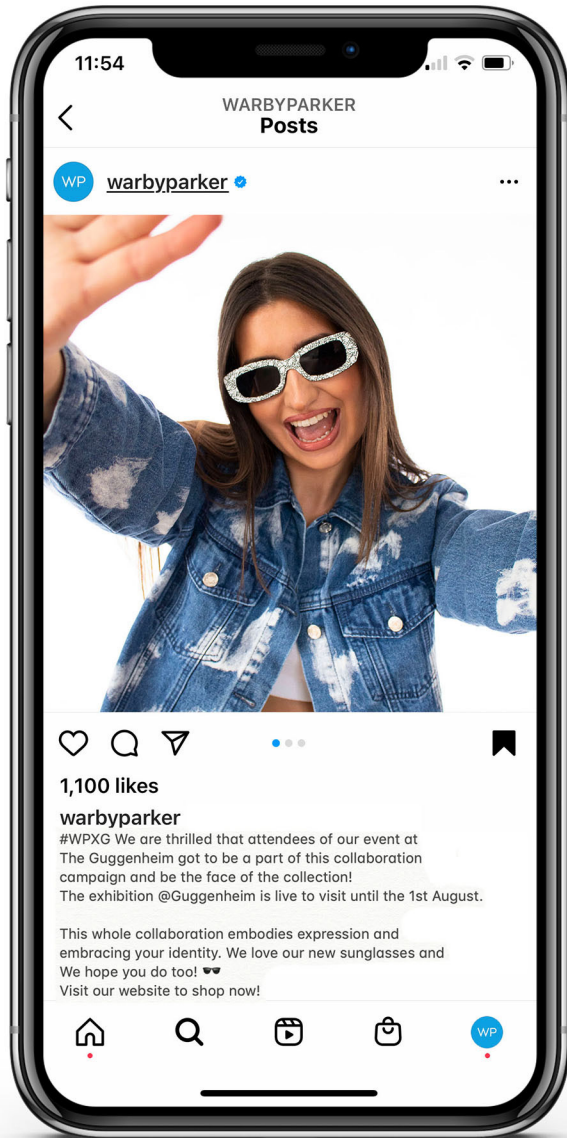 11:54
WARBYPARKER
Posts
WP
warbyparker
1,100 likes
warbyparker
#WPXG We are thrilled that attendees of our event at
The Guggenheim got to be a part of this collaboration
campaign and be the face of the collection!
The exhibition @Guggenheim is live to visit until the 1st August.
This whole collaboration embodies expression and
embracing your identity. We love our new sunglasses and
We hope you do too! 🕶️
Visit our website to shop now!
WP